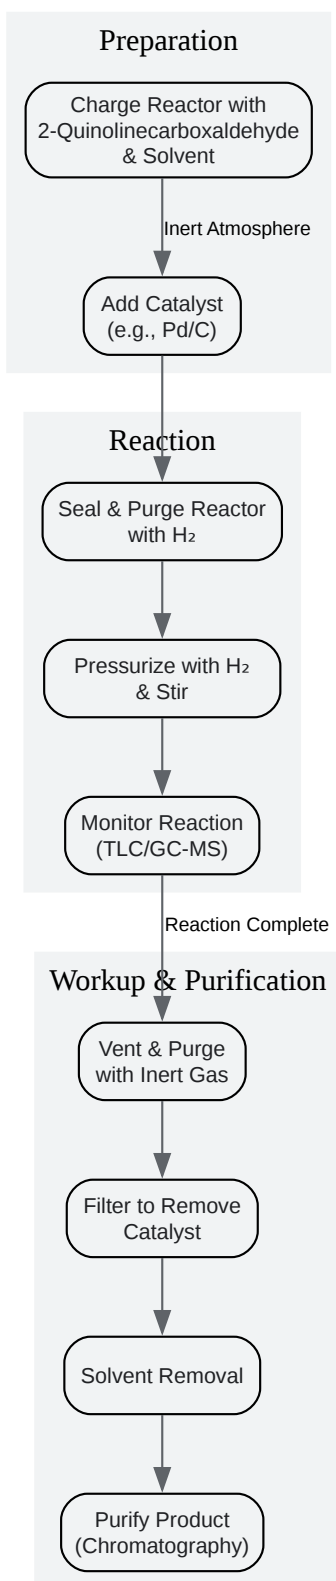 Preparation
Charge Reactor with
2-Quinolinecarboxaldehyde
& Solvent
Inert Atmosphere
Add Catalyst
(e.g., Pd/C)
Reaction
Seal & Purge Reactor
with H₂
Pressurize with H₂
& Stir
Monitor Reaction
(TLC/GC-MS)
Reaction Complete
Workup & Purification
Vent & Purge
with Inert Gas
Filter to Remove
Catalyst
Solvent Removal
Purify Product
(Chromatography)